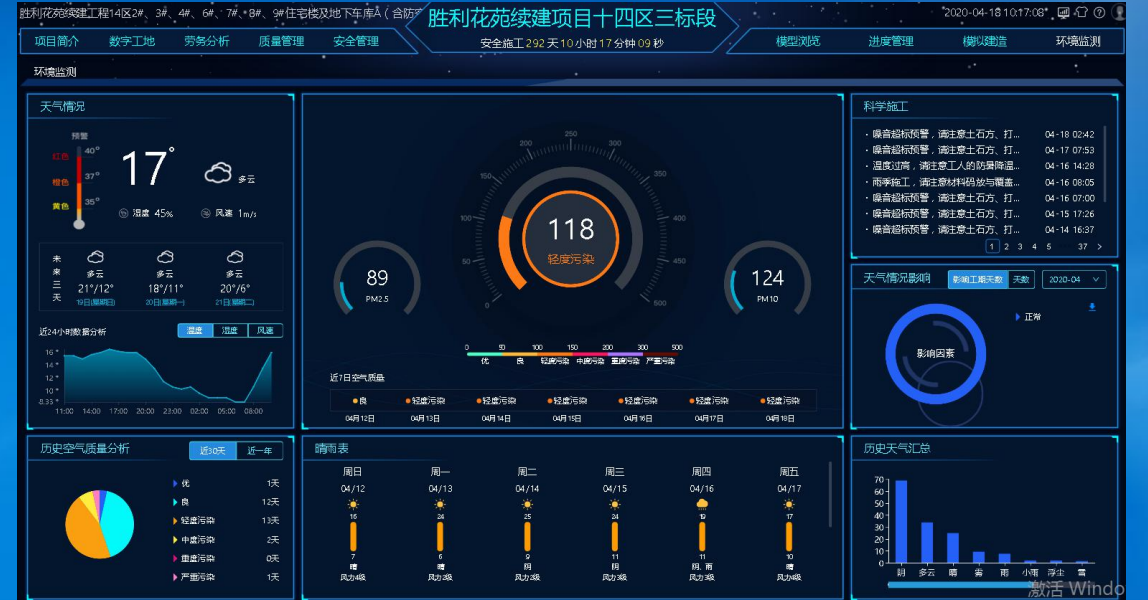 胜利花苑续建工程14区2#、3#、4#、6#、7#、8#、9#住宅楼及地下车库A（含防
胜利花苑续建项目十四区三标段
2020-04-18 10:17:08
项目简介 数字工地 劳务分析 质量管理 安全管理
安全施工292天10小时17分钟09秒
模型浏览 进度管理 模拟建造 环境监测
环境监测
天气情况
预警
红色 40°
橙色 37°
黄色 35°
17°
多云
湿度 45%
风速 1m/s
未来三天
多云 多云 多云
21°/12° 18°/11° 20°/6°
19日(星期日) 20日(星期一) 21日(星期二)
近24小时数据分析
温度 湿度 风速
16°
14°
12°
10°
8.33°
11:00 14:00 17:00 20:00 23:00 02:00 05:00 08:00
0 50 100 150 200 250 300 350 400 450 500
118
轻度污染
89
PM2.5
124
PM10
0 50 100 150 200 300 500
优 良 轻度污染 中度污染 重度污染 严重污染
近7日空气质量
良 轻度污染 轻度污染 轻度污染 轻度污染 轻度污染 轻度污染
04月12日 04月13日 04月14日 04月15日 04月16日 04月17日 04月18日
科学施工
· 噪音超标预警，请注意土石方、打... 04-18 02:42
· 噪音超标预警，请注意土石方、打... 04-17 07:53
· 温度过高，请注意工人的防暑降温... 04-16 14:28
· 雨季施工，请注意材料码放与覆盖... 04-16 08:05
· 噪音超标预警，请注意土石方、打... 04-16 07:00
· 噪音超标预警，请注意土石方、打... 04-15 17:26
· 噪音超标预警，请注意土石方、打... 04-14 16:37
1 2 3 4 5 ·· 37 >
天气情况影响
影响工期天数 天数
2020-04
正常
影响因素
历史空气质量分析
近30天 近一年
优 1天
良 12天
轻度污染 13天
中度污染 2天
重度污染 0天
严重污染 1天
晴雨表
周日 周一 周二 周三 周四 周五
04/12 04/13 04/14 04/15 04/16 04/17
16 24 25 24 19 17
7 6 9 11 11 10
晴 晴 阴 阴 阴，雨 晴
风力4级 风力2级 风力2级 风力3级 风力3级 风力4级
历史天气汇总
70
60
50
40
30
20
10
0
阴 多云 晴 雾 雨 小雨 浮尘 雪
激活 Windo